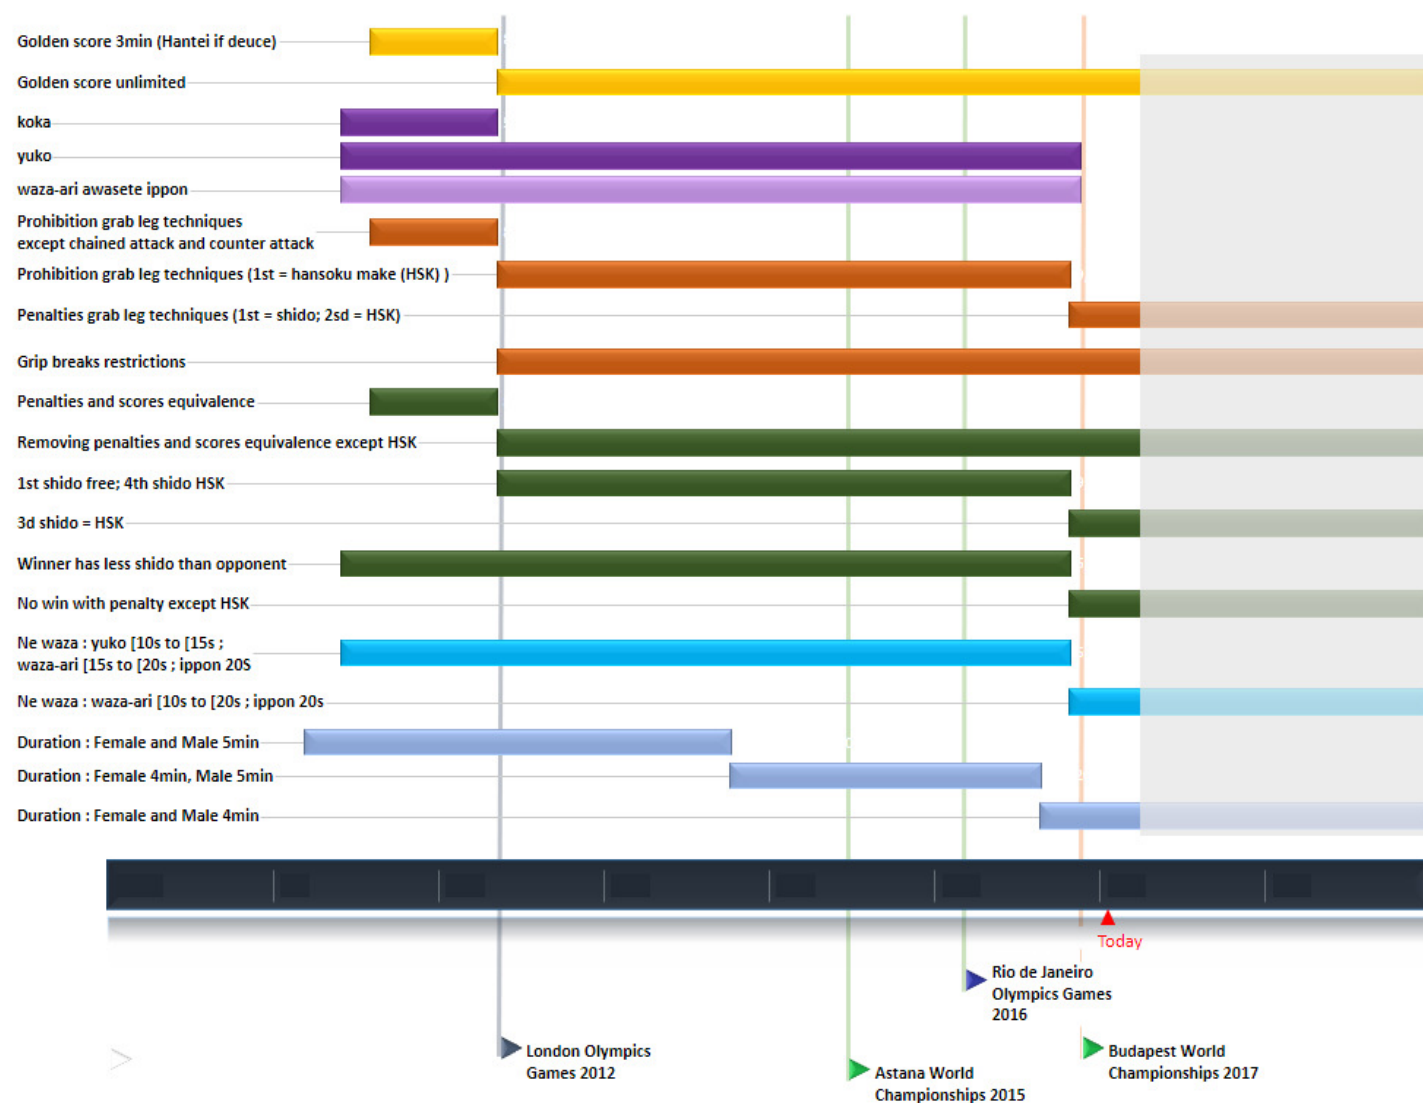 Golden score 3min (Hantei if deuce)
Golden score unlimited
koka
yuko
waza-ari awasete ippon
Prohibition grab leg techniques
except chained attack and counter attack
Prohibition grab leg techniques (1st = hansoku make (HSK) )
Penalties grab leg techniques (1st = shido; 2sd = HSK)
Grip breaks restrictions
Penalties and scores equivalence
Removing penalties and scores equivalence except HSK
1st shido free; 4th shido HSK
3d shido = HSK
Winner has less shido than opponent
No win with penalty except HSK
Ne waza : yuko [10s to [15s ;
waza-ari [15s to [20s ; ippon 20S
Ne waza : waza-ari [10s to [20s ; ippon 20s
Duration : Female and Male 5min
Duration : Female 4min, Male 5min
Duration : Female and Male 4min
Today
Rio de Janeiro
Olympics Games
2016
London Olympics
Games 2012
Budapest World
Championships 2017
Astana World
Championships 2015